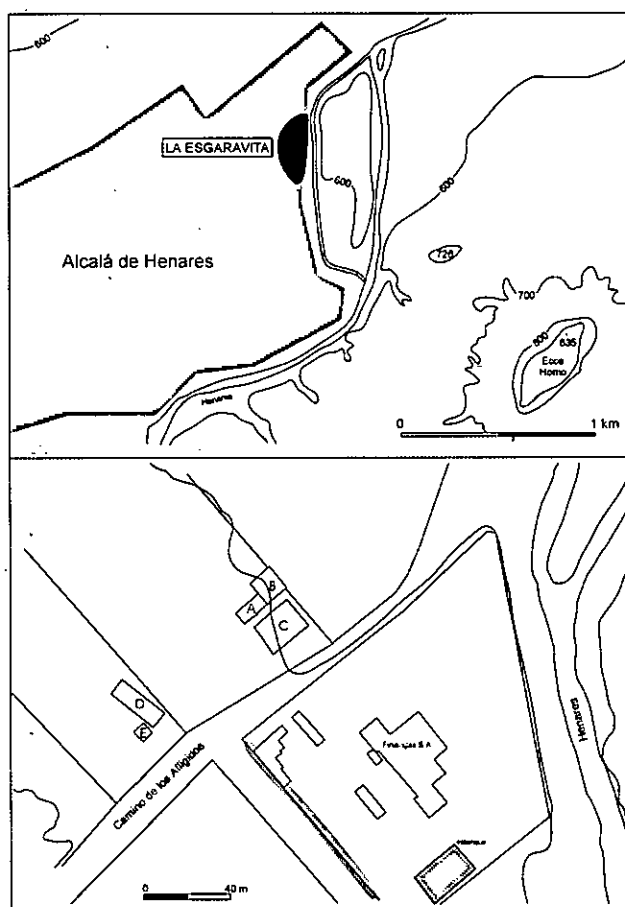 600
LA ESGARAVITA
600
600
Alcalá de Henares
726
700
800
835
Ecce
Homo
Henares
0 1 km
B
A
C
D
E
Henares
Camino de los Afligidos
0 40 m